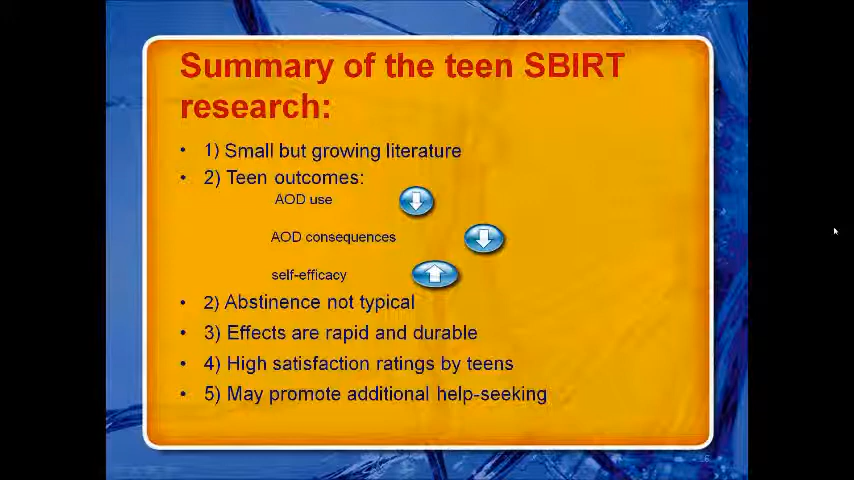 Summary of the teen SBIRT
research:
• 1) Small but growing literature
• 2) Teen outcomes:
AOD use
AOD consequences
self-efficacy
• 2) Abstinence not typical
• 3) Effects are rapid and durable
• 4) High satisfaction ratings by teens
• 5) May promote additional help-seeking